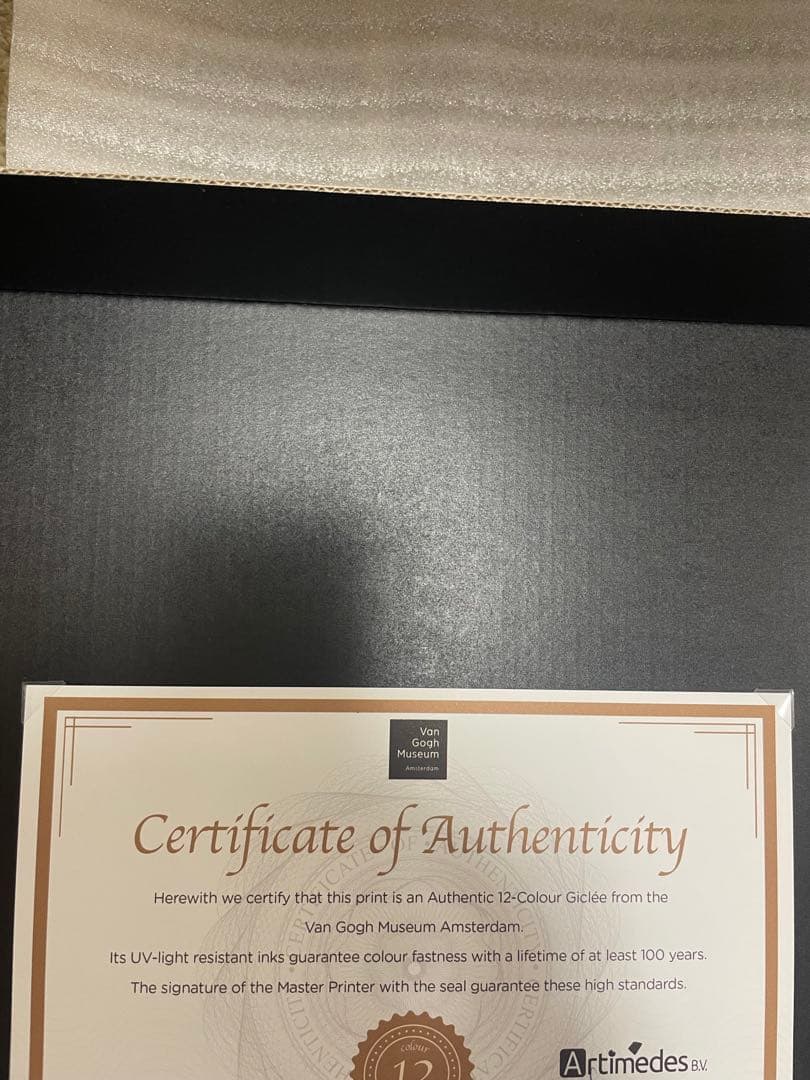 Van
Gogh
Museum
Amsterdam
Certificate of Authenticity
Herewith we certify that this print is an Authentic 12-Colour Giclée from the
Van Gogh Museum Amsterdam.
Its UV-light resistant inks guarantee colour fastness with a lifetime of at least 100 years.
The signature of the Master Printer with the seal guarantee these high standards.
colour
12
Artimedes B.V.